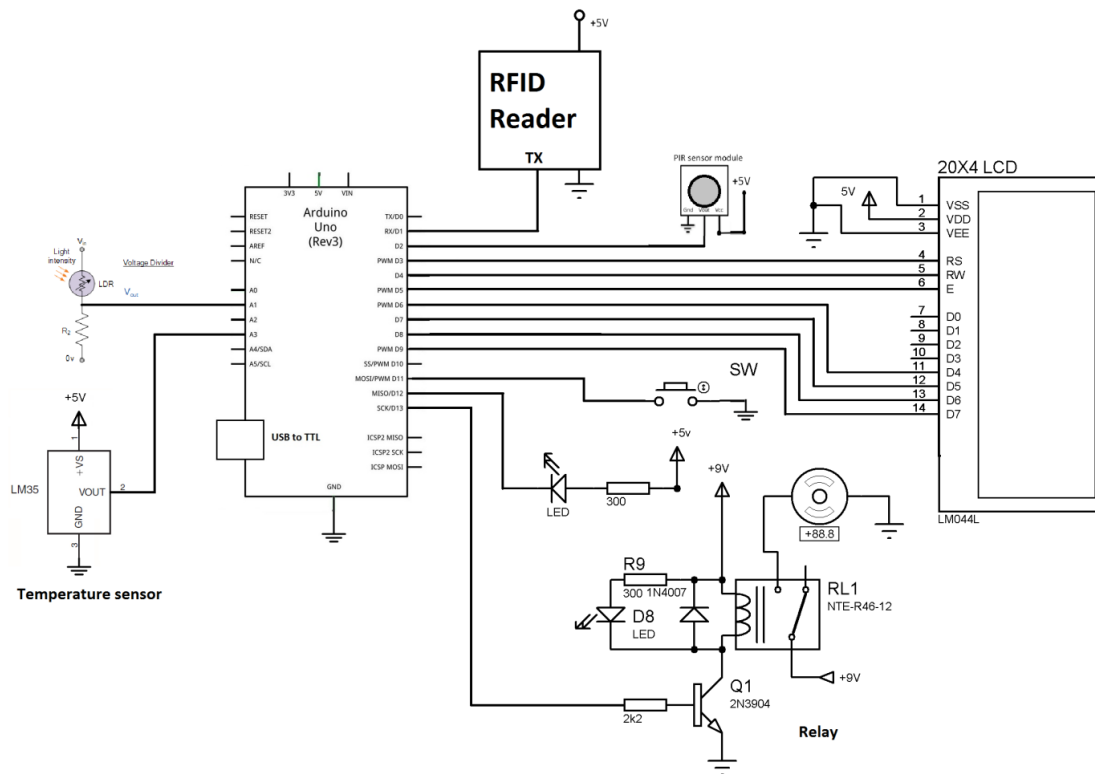 +5V
RFID
Reader
TX
PIR sensor module
+5V
Gnd Vout Vcc
20X4 LCD
5V
1 VSS
2 VDD
3 VEE
4 RS
5 RW
6 E
7 D0
8 D1
9 D2
10 D3
11 D4
12 D5
13 D6
14 D7
LM044L
3V3 5V VIN
Arduino
Uno
(Rev3)
RESET
RESET2
AREF
N/C
A0
A1
A2
A3
A4/SDA
A5/SCL
TX/D0
RX/D1
D2
PWM D3
D4
PWM D5
PWM D6
D7
D8
PWM D9
SS/PWM D10
MOSI/PWM D11
MISO/D12
SCK/D13
ICSP2 MISO
ICSP2 SCK
ICSP MOSI
USB to TTL
GND
Light
intensity
Voltage Divider
LDR
Vout
R2
0v
+5V
1
+VS
LM35
VOUT
2
GND
3
Temperature sensor
SW
+5v
LED
300
+9V
+88.8
R9
300
1N4007
D8
LED
RL1
NTE-R46-12
+9V
Q1
2N3904
2k2
Relay